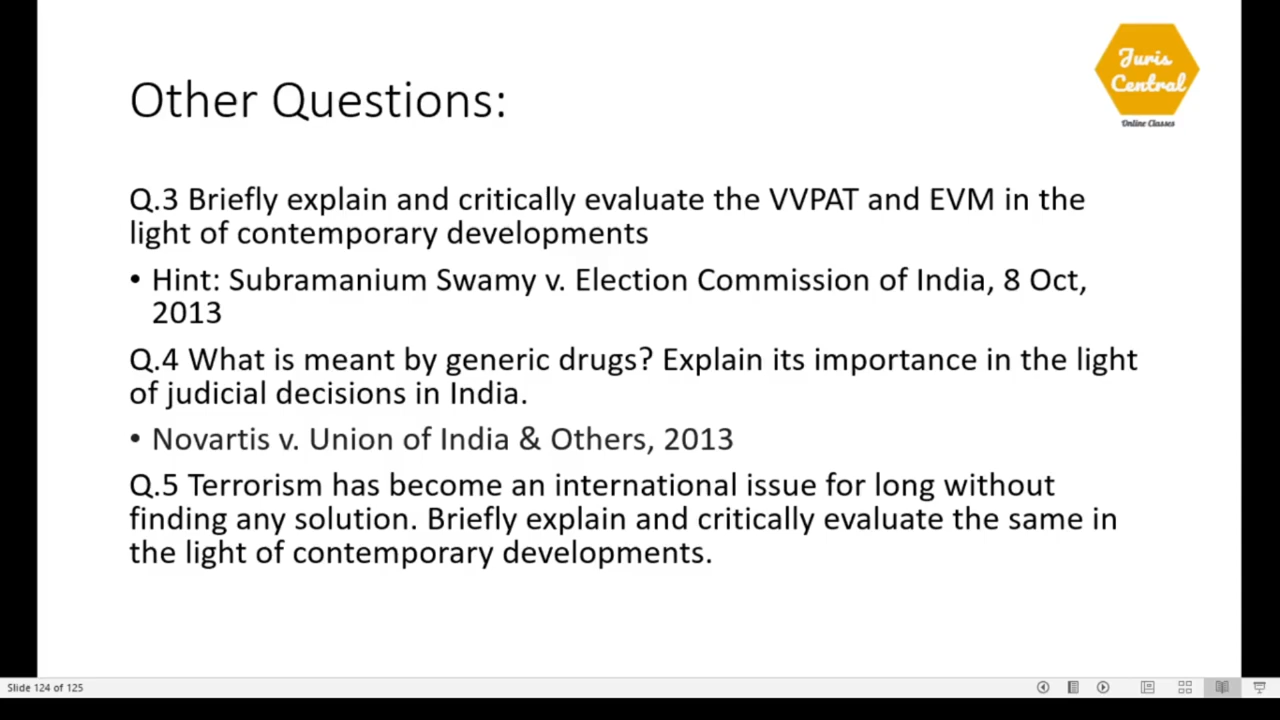 Juris
Central
Online Classes
Other Questions:
Q.3 Briefly explain and critically evaluate the VVPAT and EVM in the
light of contemporary developments
• Hint: Subramanium Swamy v. Election Commission of India, 8 Oct,
2013
Q.4 What is meant by generic drugs? Explain its importance in the light
of judicial decisions in India.
• Novartis v. Union of India & Others, 2013
Q.5 Terrorism has become an international issue for long without
finding any solution. Briefly explain and critically evaluate the same in
the light of contemporary developments.
Slide 124 of 125